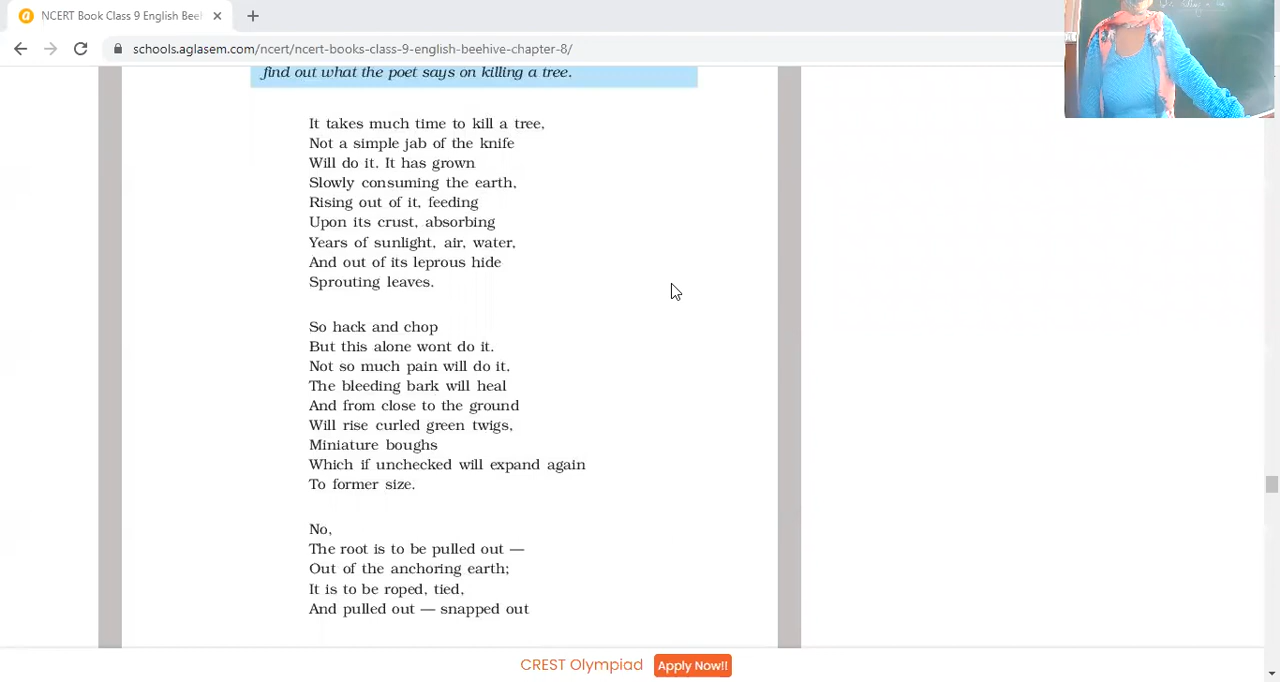 NCERT Book Class 9 English Bee
schools.aglasem.com/ncert/ncert-books-class-9-english-beehive-chapter-8/
find out what the poet says on killing a tree.
It takes much time to kill a tree,
Not a simple jab of the knife
Will do it. It has grown
Slowly consuming the earth,
Rising out of it, feeding
Upon its crust, absorbing
Years of sunlight, air, water,
And out of its leprous hide
Sprouting leaves.
So hack and chop
But this alone wont do it.
Not so much pain will do it.
The bleeding bark will heal
And from close to the ground
Will rise curled green twigs,
Miniature boughs
Which if unchecked will expand again
To former size.
No,
The root is to be pulled out —
Out of the anchoring earth;
It is to be roped, tied,
And pulled out — snapped out
CREST Olympiad Apply Now!!